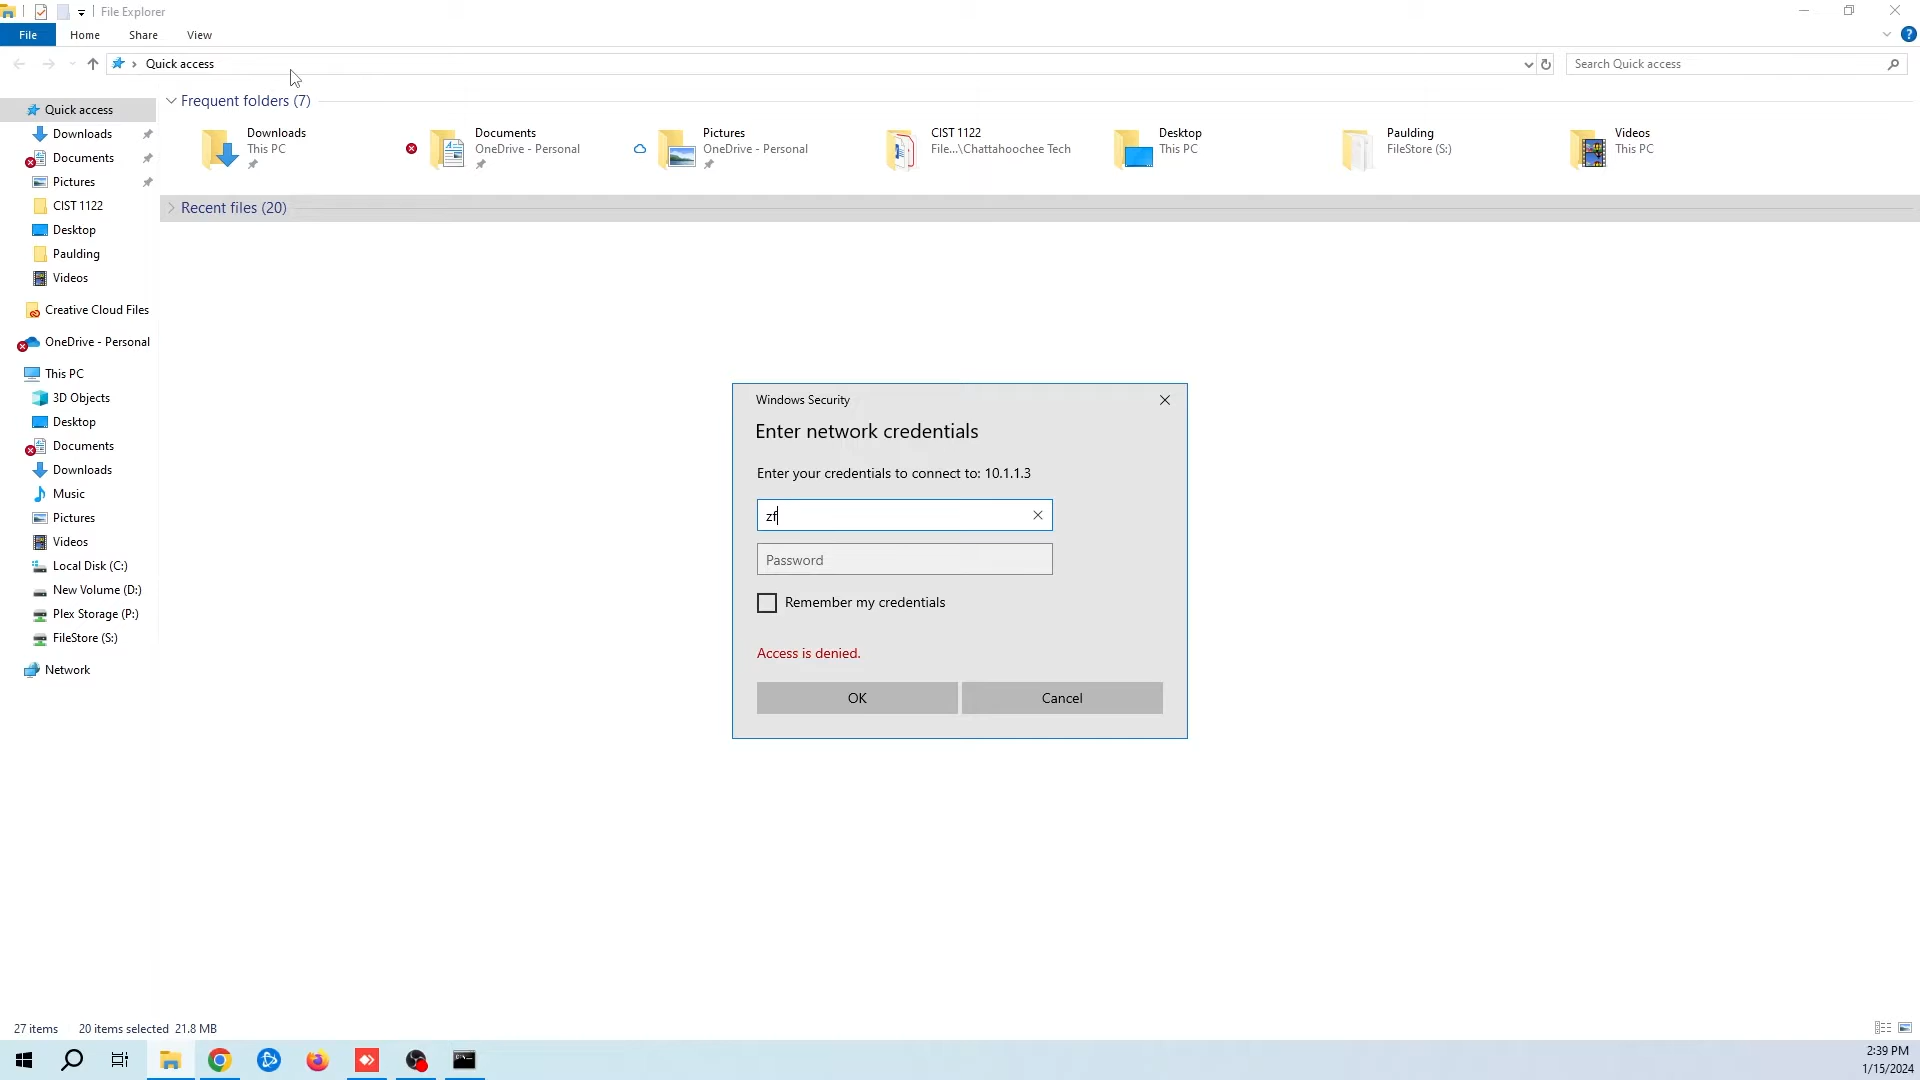 File Explorer
File
Home
Share
View
Quick access
Search Quick access
Quick access
Downloads
Documents
Pictures
CIST 1122
Desktop
Paulding
Videos
Creative Cloud Files
OneDrive - Personal
This PC
3D Objects
Desktop
Documents
Downloads
Music
Pictures
Videos
Local Disk (C:)
New Volume (D:)
Plex Storage (P:)
FileStore (S:)
Network
Frequent folders (7)
Downloads
This PC
Documents
OneDrive - Personal
Pictures
OneDrive - Personal
CIST 1122
File...\Chattahoochee Tech
Desktop
This PC
Paulding
FileStore (S:)
Videos
This PC
Recent files (20)
Windows Security
Enter network credentials
Enter your credentials to connect to: 10.1.1.3
zf
Password
Remember my credentials
Access is denied.
OK
Cancel
27 items
20 items selected 21.8 MB
2:39 PM
1/15/2024